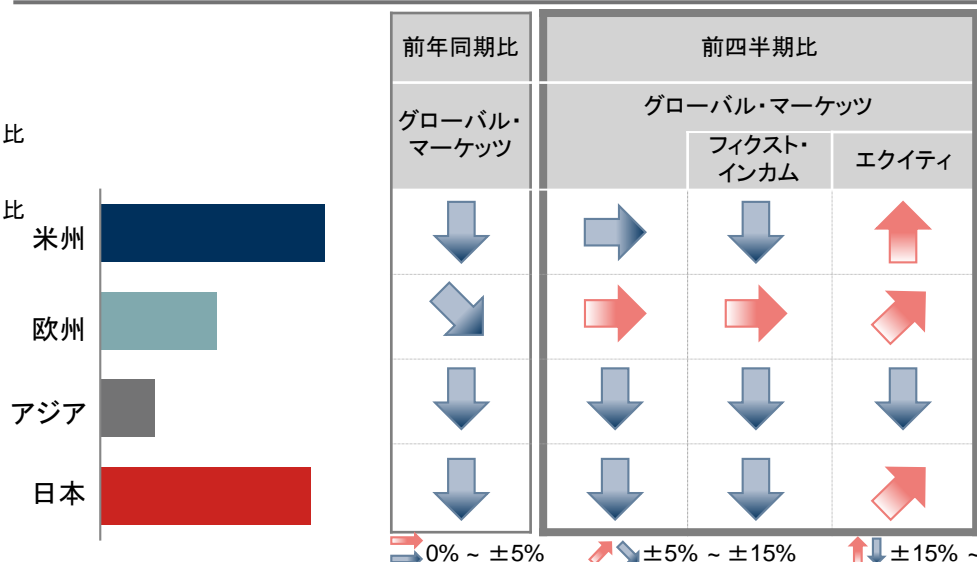 前年同期比
前四半期比
グローバル・
マーケッツ
グローバル・マーケッツ
フィクスト・
インカム
エクイティ
比
比
米州
欧州
アジア
日本
0% ~ ±5%
±5% ~ ±15%
±15% ~